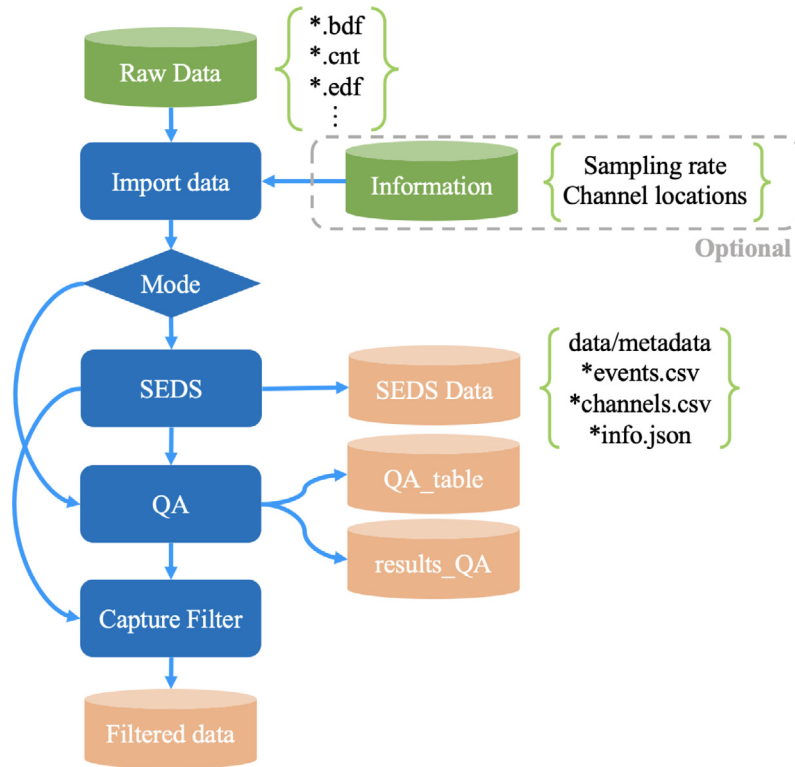 Raw Data
*.bdf
*.cnt
*.edf
⋮
Import data
Information
Sampling rate
Channel locations
Optional
Mode
SEDS
SEDS Data
data/metadata
*events.csv
*channels.csv
*info.json
QA
QA_table
results_QA
Capture Filter
Filtered data